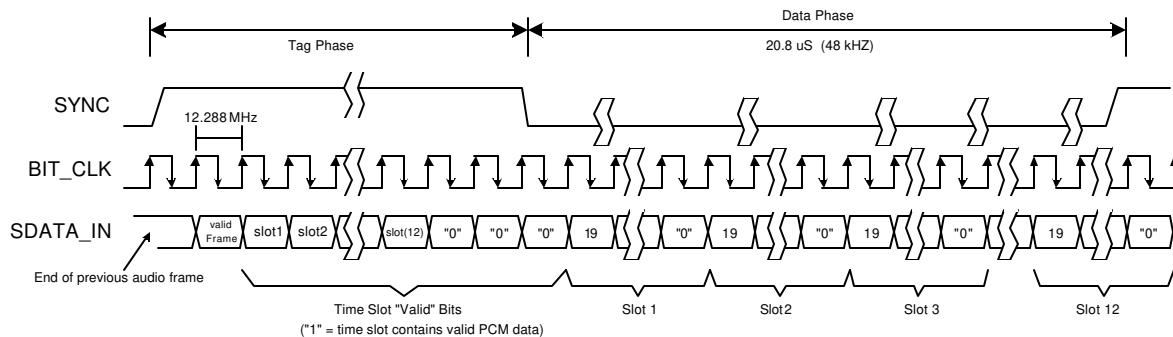 Data Phase
Tag Phase
20.8 uS (48 kHZ)
SYNC
12.288 MHz
BIT_CLK
SDATA_IN
valid
Frame
slot1
slot2
slot(12)
"0"
"0"
"0"
19
"0"
19
"0"
19
"0"
19
"0"
End of previous audio frame
Time Slot "Valid" Bits
("1" = time slot contains valid PCM data)
Slot 1
Slot2
Slot 3
Slot 12